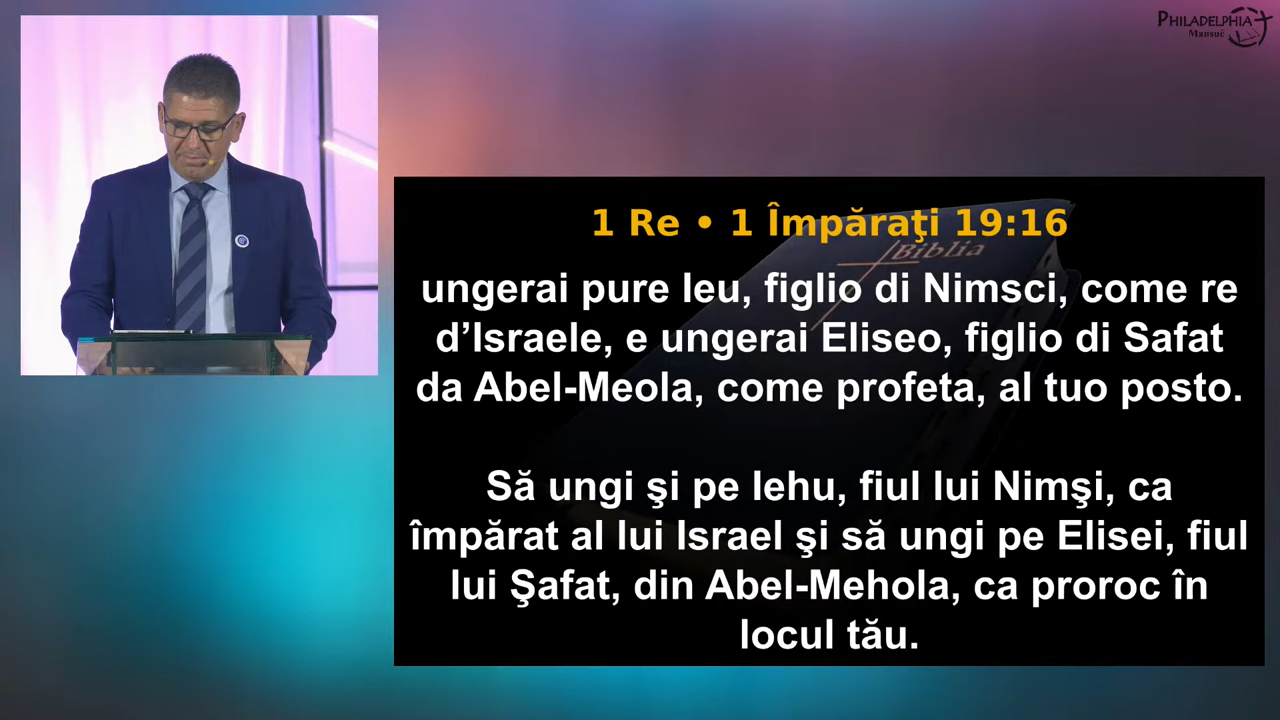 PHILADELPHIA
Mansuè
1 Re • 1 Împăraţi 19:16
Biblia
ungerai pure Ieu, figlio di Nimsci, come re
d’Israele, e ungerai Eliseo, figlio di Safat
da Abel-Meola, come profeta, al tuo posto.
Să ungi şi pe Iehu, fiul lui Nimşi, ca
împărat al lui Israel şi să ungi pe Elisei, fiul
lui Şafat, din Abel-Mehola, ca proroc în
locul tău.